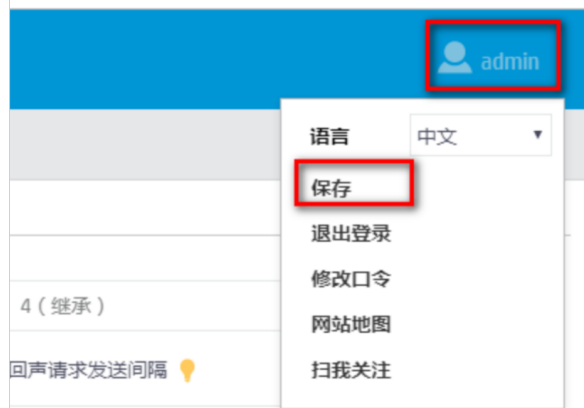 admin
语言 中文
保存
退出登录
修改口令
4（继承）
网站地图
回声请求发送间隔
扫我关注